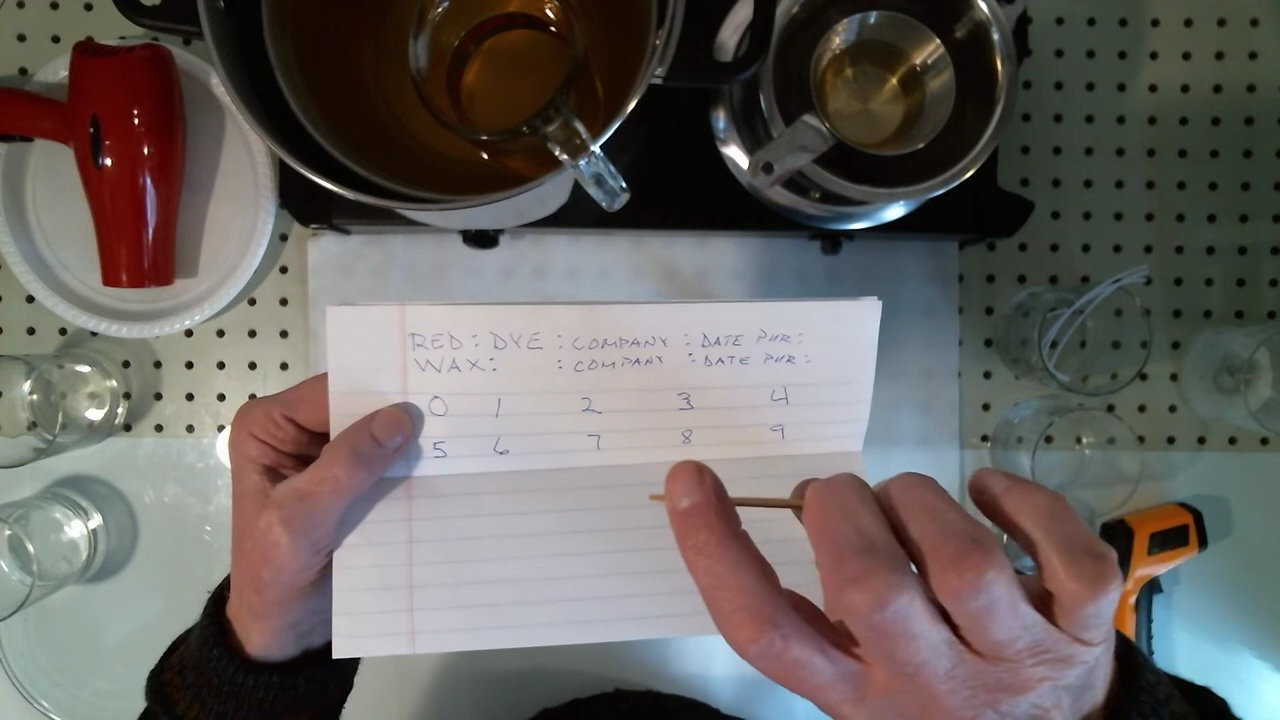 RED: DYE : COMPANY : DATE PUR:
WAX: : COMPANY : DATE PUR:
0 1 2 3 4
5 6 7 8 9